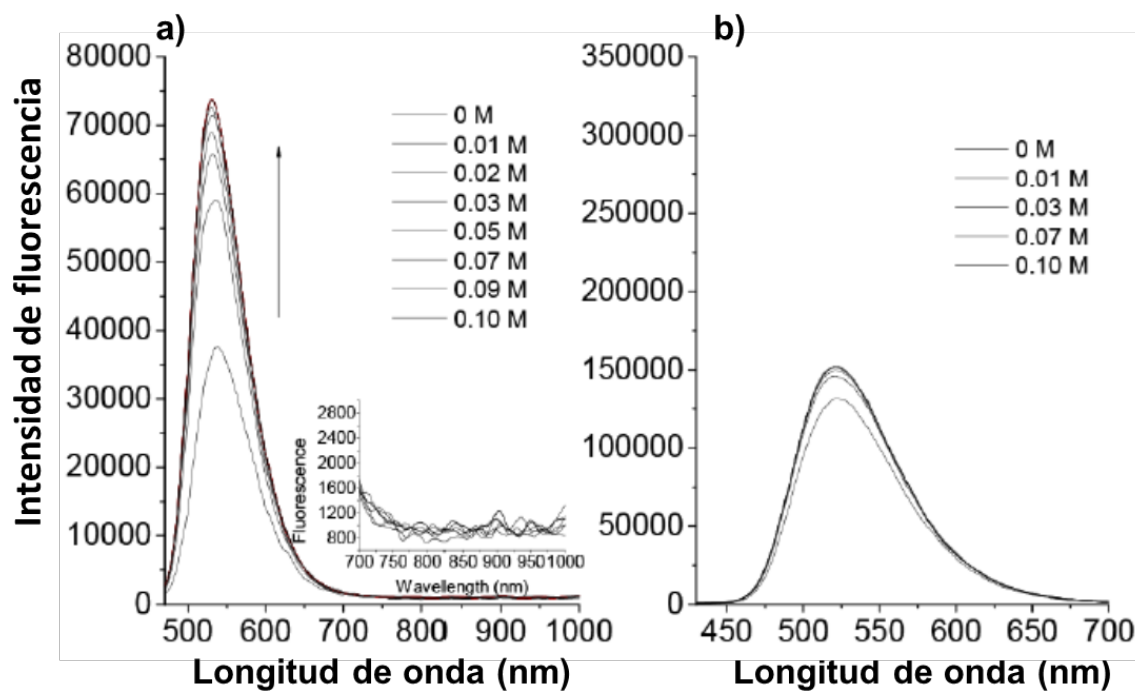 a)
Intensidad de fluorescencia
80000
70000
60000
50000
40000
30000
20000
10000
0
0 M
0.01 M
0.02 M
0.03 M
0.05 M
0.07 M
0.09 M
0.10 M
Fluorescence
2800
2400
2000
1600
1200
800
700 750 800 850 900 950 1000
Wavelength (nm)
500 600 700 800 900 1000
Longitud de onda (nm)
b)
350000
300000
250000
200000
150000
100000
50000
0
0 M
0.01 M
0.03 M
0.07 M
0.10 M
450 500 550 600 650 700
Longitud de onda (nm)